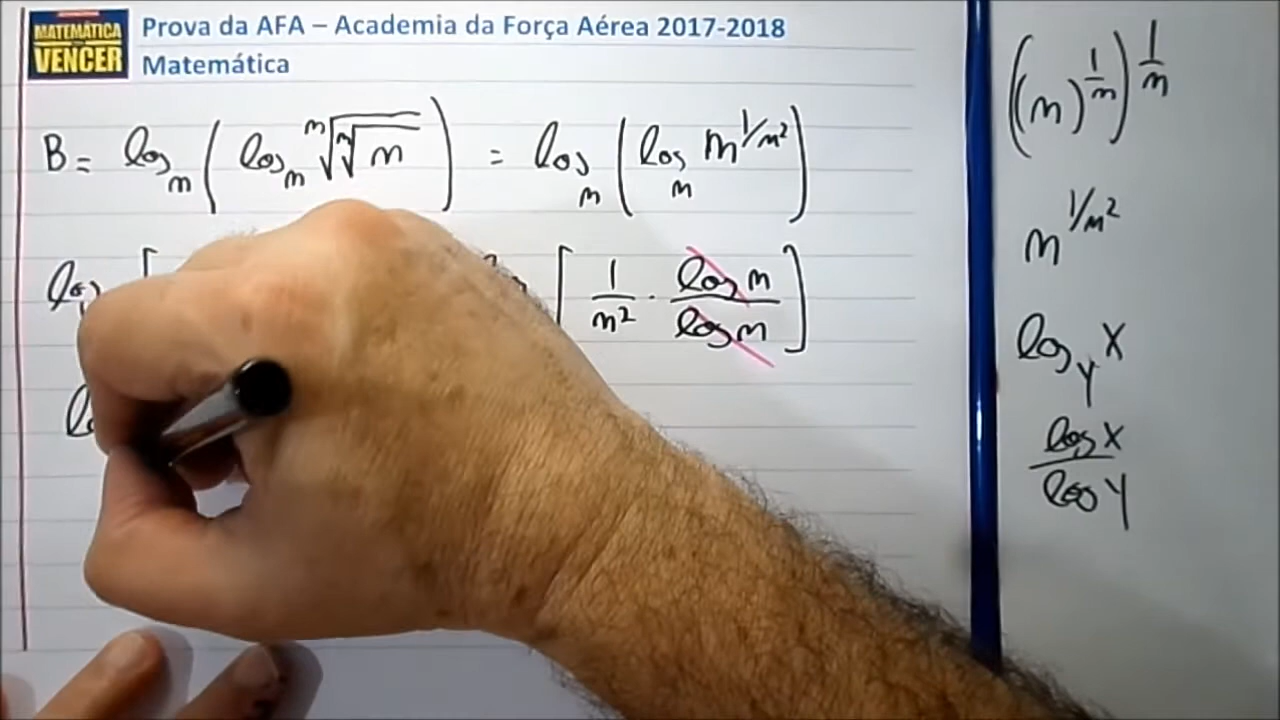 MATEMÁTICA
VENCER
Prova da AFA – Academia da Força Aérea 2017-2018
Matemática
B = log_m ( log_m ᵐ√ᵐ√m ) = log_m ( log_m m^1/m² )
log [ [ 1/m² · log m / log m ]
((m)^1/m)^1/m
m^1/m²
log_Y X
log X
log Y